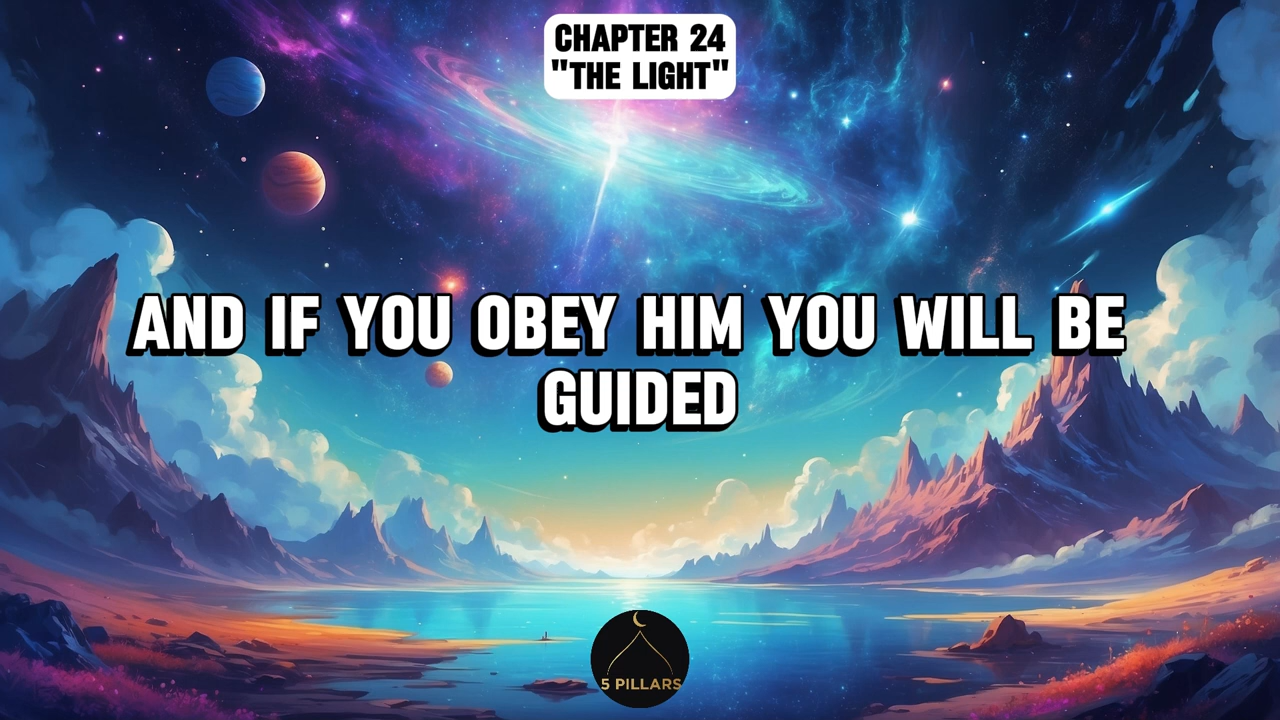 CHAPTER 24
"THE LIGHT"
AND IF YOU OBEY HIM YOU WILL BE
GUIDED
5 PILLARS